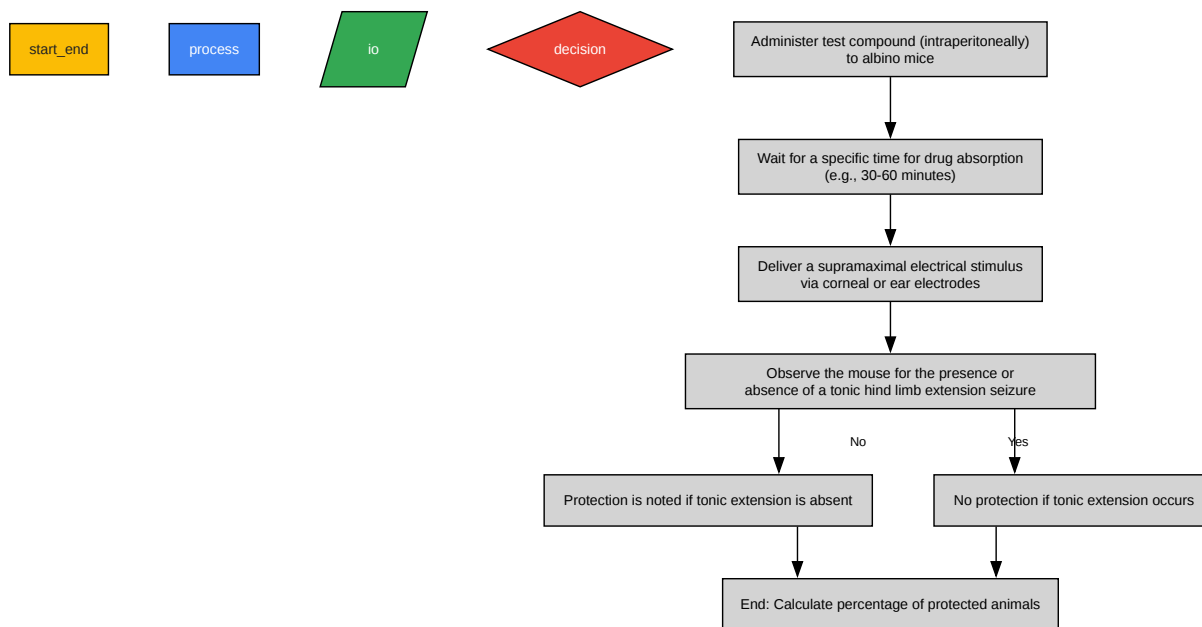 start_end
process
io
decision
Administer test compound (intraperitoneally)
to albino mice
Wait for a specific time for drug absorption
(e.g., 30-60 minutes)
Deliver a supramaximal electrical stimulus
via corneal or ear electrodes
Observe the mouse for the presence or
absence of a tonic hind limb extension seizure
No
Yes
Protection is noted if tonic extension is absent
No protection if tonic extension occurs
End: Calculate percentage of protected animals